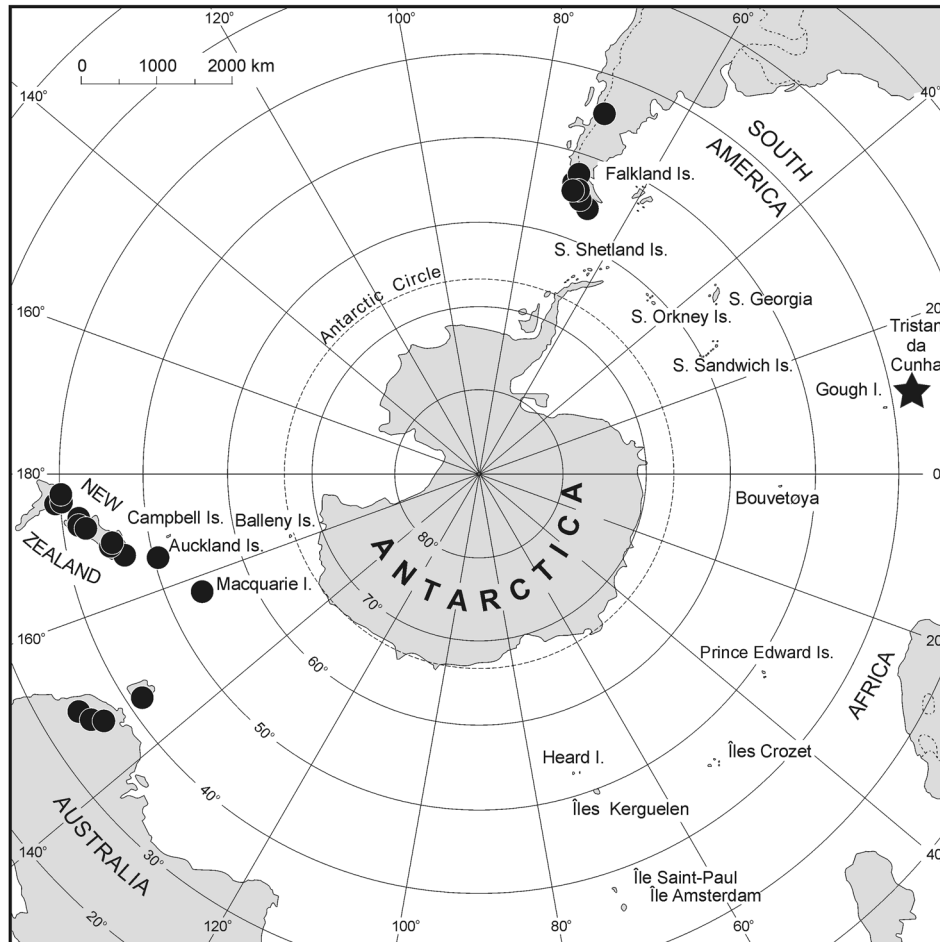 120°
100°
80°
60°
0 1000 2000 km
140°
40°
SOUTH
AMERICA
Falkland Is.
S. Shetland Is.
Antarctic Circle
160°
S. Georgia
20
S. Orkney Is.
Tristan
da
Cunha
S. Sandwich Is.
Gough I.
180°
0
NEW
ZEALAND
Campbell Is.
Balleny Is.
Auckland Is.
Bouvetøya
Macquarie I.
ANTARCTICA
80°
70°
60°
50°
40°
30°
20°
160°
20°
Prince Edward Is.
AFRICA
Heard I.
Îles Crozet
Îles Kerguelen
AUSTRALIA
140°
40°
Île Saint-Paul
Île Amsterdam
120°
100°
80°
60°